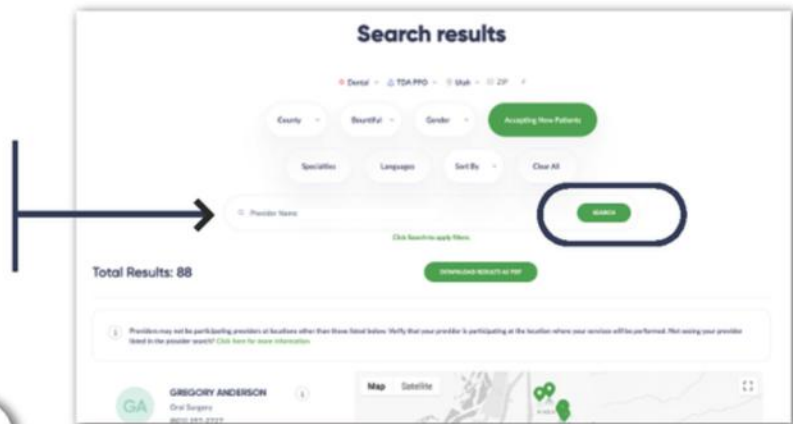 Search results
Dental TDA PPO Utah ZIP
County Bountiful Gender Accepting New Patients
Specialties Languages Sort By Clear All
Provider Name SEARCH
Click Search to apply filters.
Total Results: 88 DOWNLOAD RESULTS AS PDF
Providers may not be participating providers at locations other than those listed below. Verify that your provider is participating at the location where your services will be performed. Not seeing your provider
listed in the provider search? Click here for more information.
GA GREGORY ANDERSON
Oral Surgery
Map Satellite